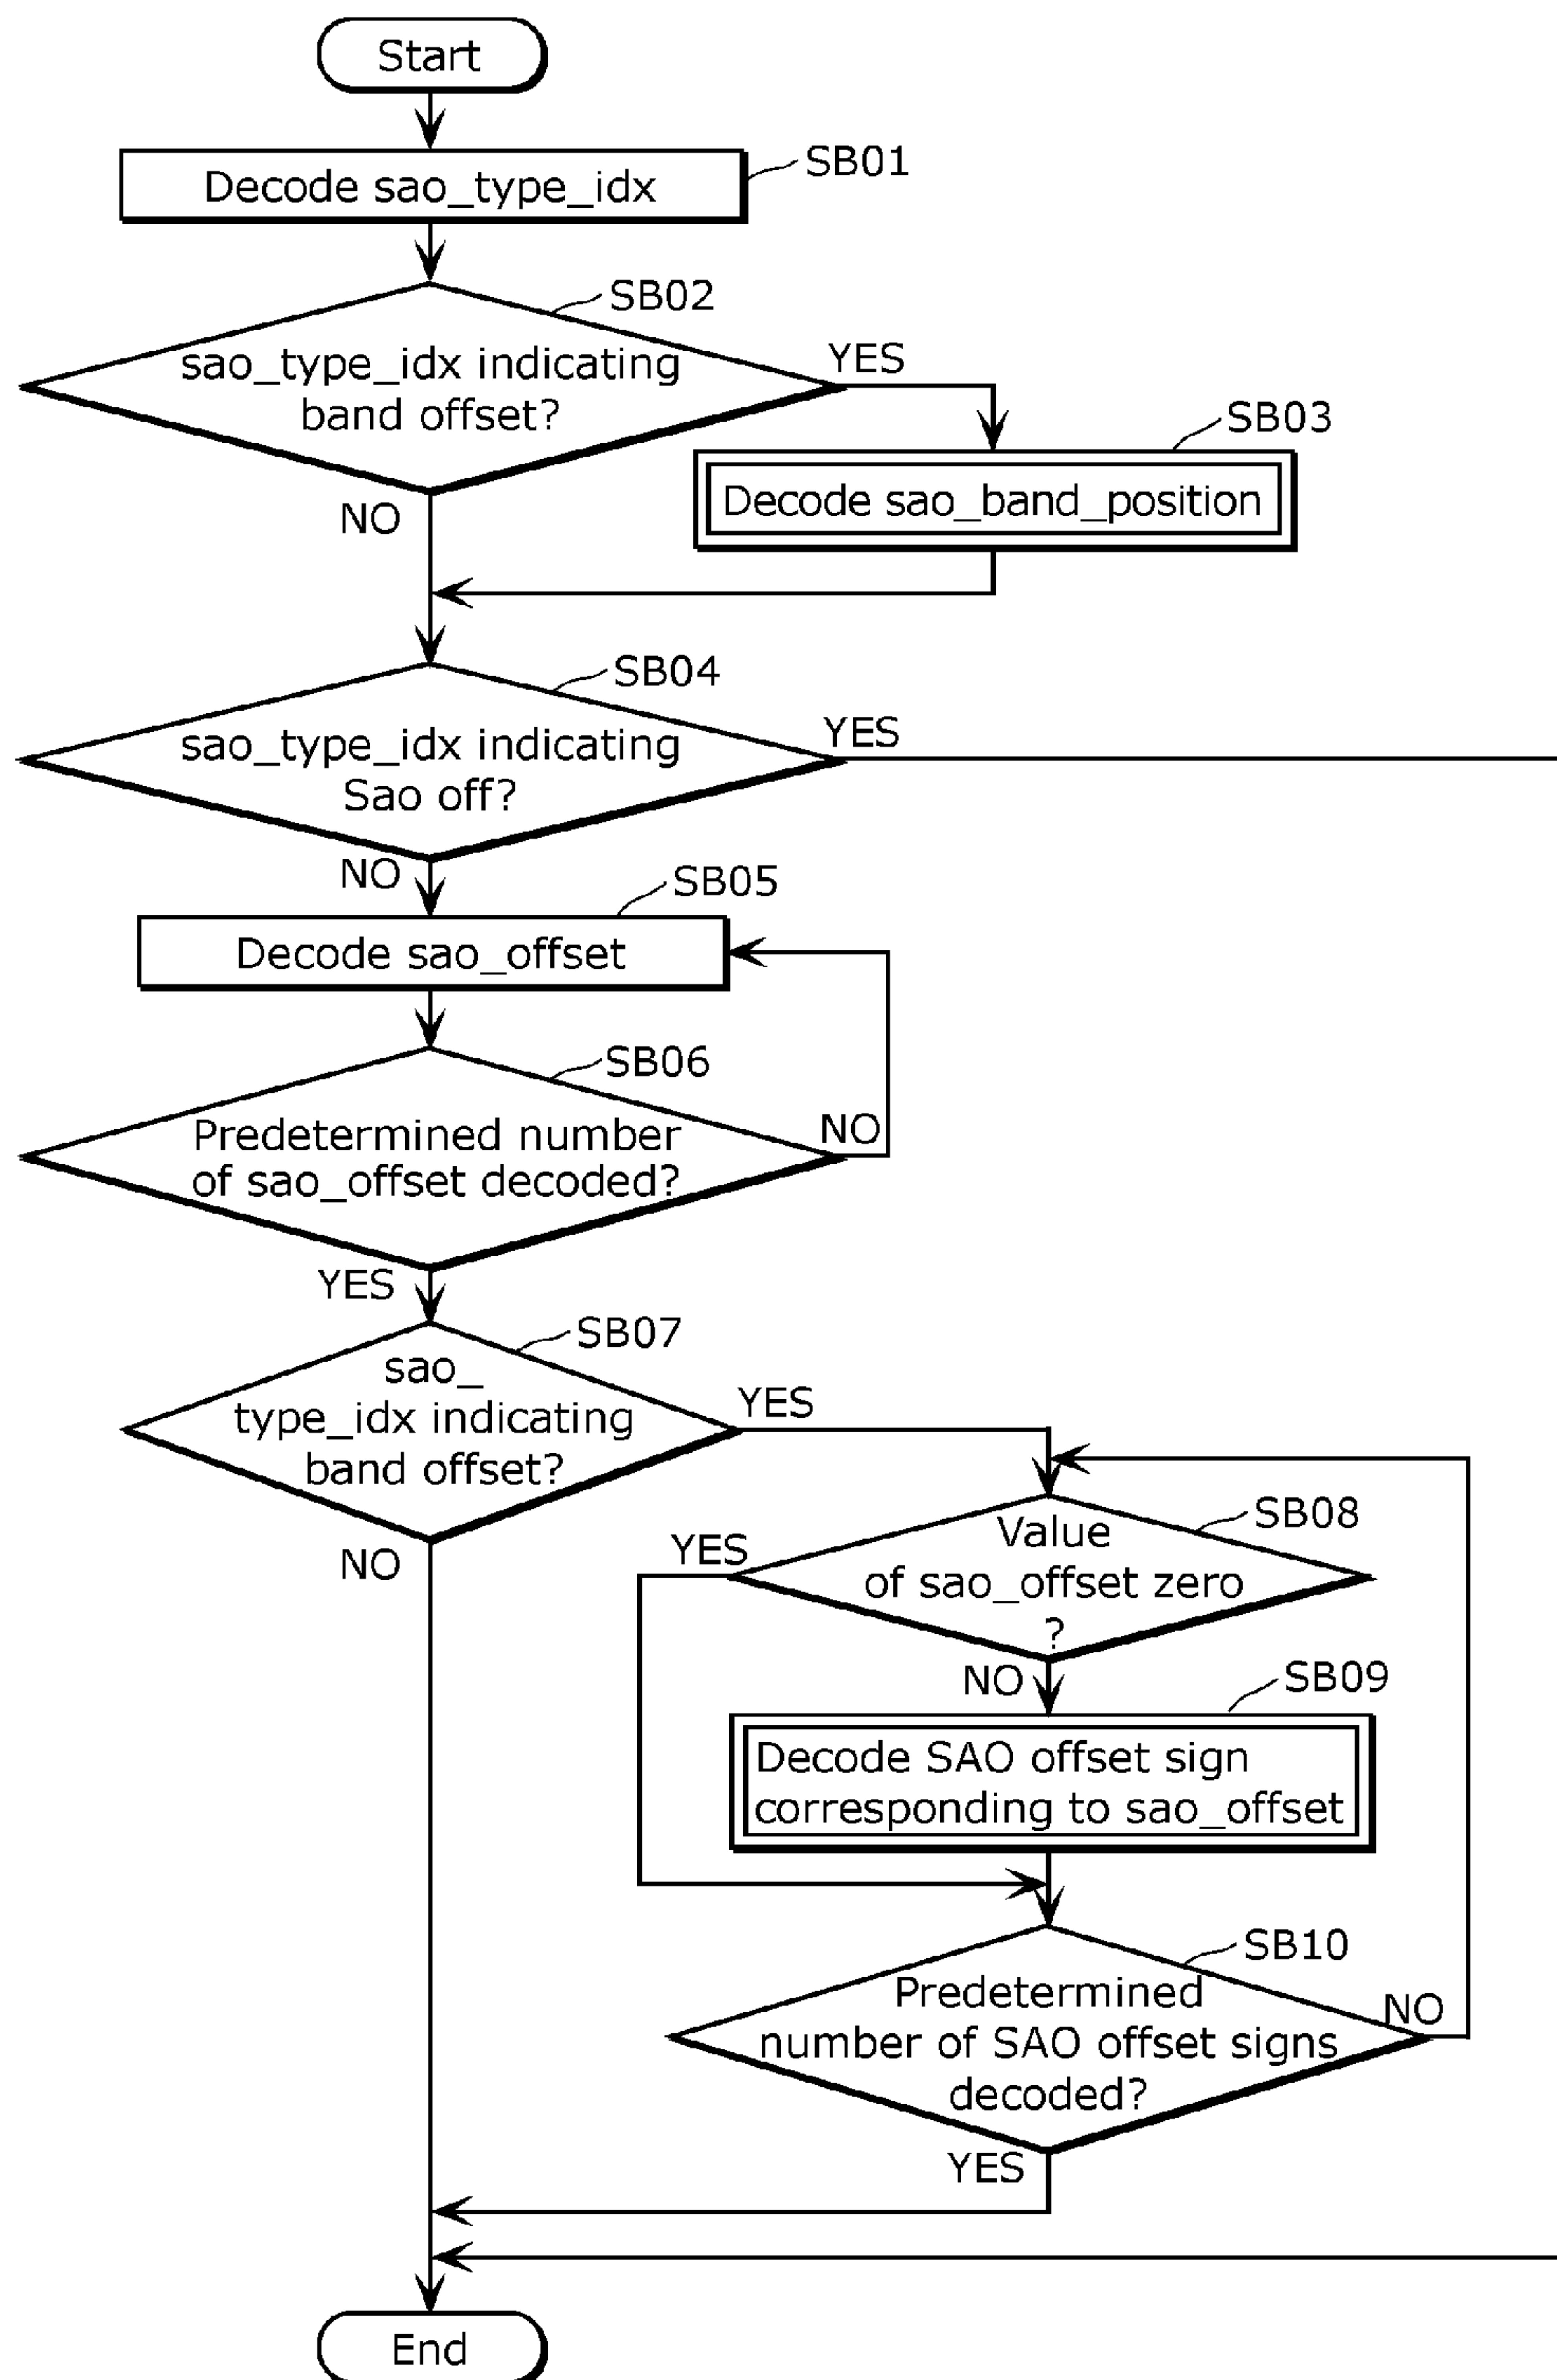 Start
SB01
Decode sao_type_idx
SB02
sao_type_idx indicating
band offset?
YES
NO
SB03
Decode sao_band_position
SB04
sao_type_idx indicating
Sao off?
YES
NO
SB05
Decode sao_offset
SB06
Predetermined number
of sao_offset decoded?
NO
YES
SB07
sao_
type_idx indicating
band offset?
YES
NO
SB08
Value
of sao_offset zero
?
YES
NO
SB09
Decode SAO offset sign
corresponding to sao_offset
SB10
Predetermined
number of SAO offset signs
decoded?
NO
YES
End